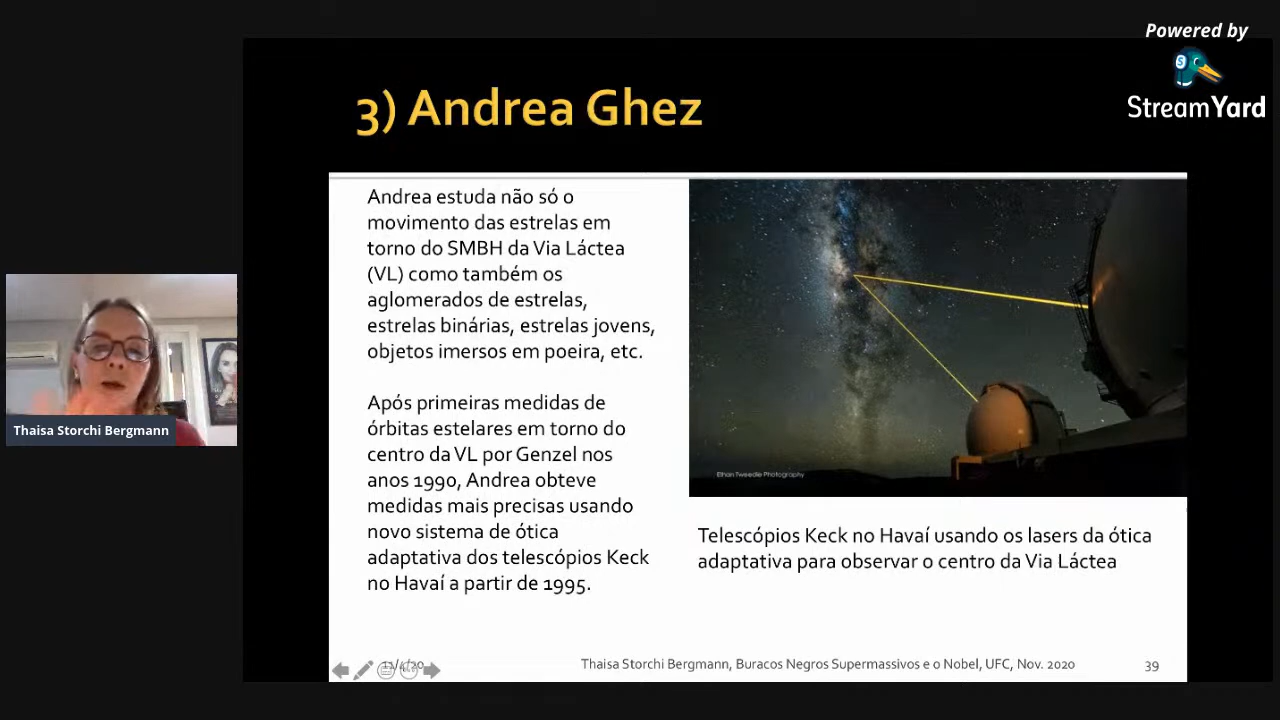 Powered by
StreamYard
3) Andrea Ghez
Andrea estuda não só o
movimento das estrelas em
torno do SMBH da Via Láctea
(VL) como também os
aglomerados de estrelas,
estrelas binárias, estrelas jovens,
objetos imersos em poeira, etc.
Após primeiras medidas de
órbitas estelares em torno do
centro da VL por Genzel nos
anos 1990, Andrea obteve
medidas mais precisas usando
novo sistema de ótica
adaptativa dos telescópios Keck
no Havaí a partir de 1995.
Ethan Tweedie Photography
Telescópios Keck no Havaí usando os lasers da ótica
adaptativa para observar o centro da Via Láctea
Thaisa Storchi Bergmann
Thaisa Storchi Bergmann, Buracos Negros Supermassivos e o Nobel, UFC, Nov. 2020
39